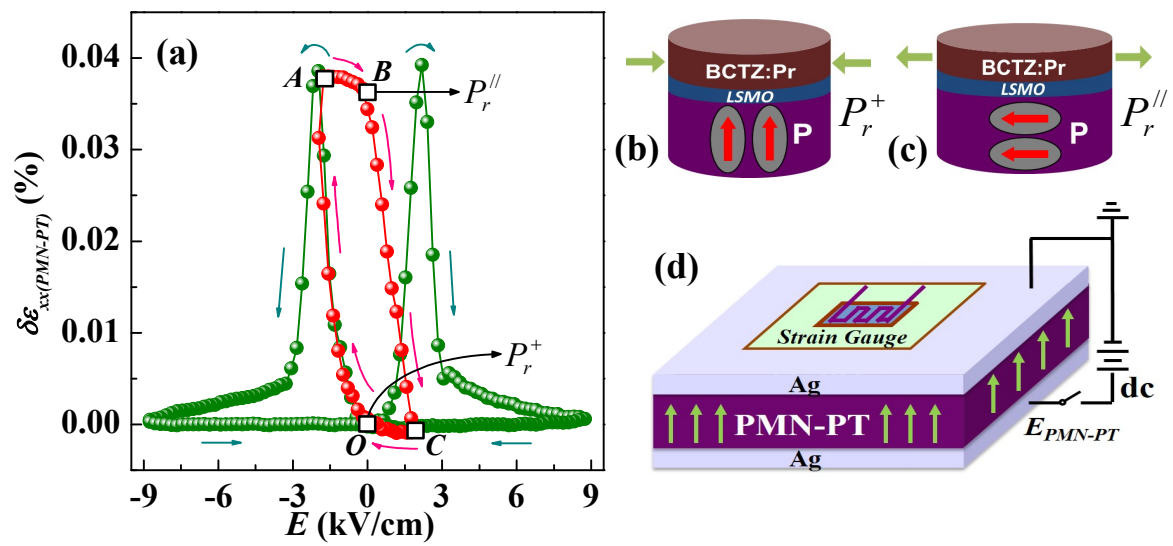 (a)
0.04
0.03
0.02
0.01
0.00
δε xx(PMN-PT) (%)
A
B
P_r^//
P_r^+
O
C
-9 -6 -3 0 3 6 9
E (kV/cm)
BCTZ:Pr
LSMO
P
P_r^+
(b)
BCTZ:Pr
LSMO
P
P_r^//
(c)
(d)
Strain Gauge
Ag
PMN-PT
Ag
dc
E_PMN-PT